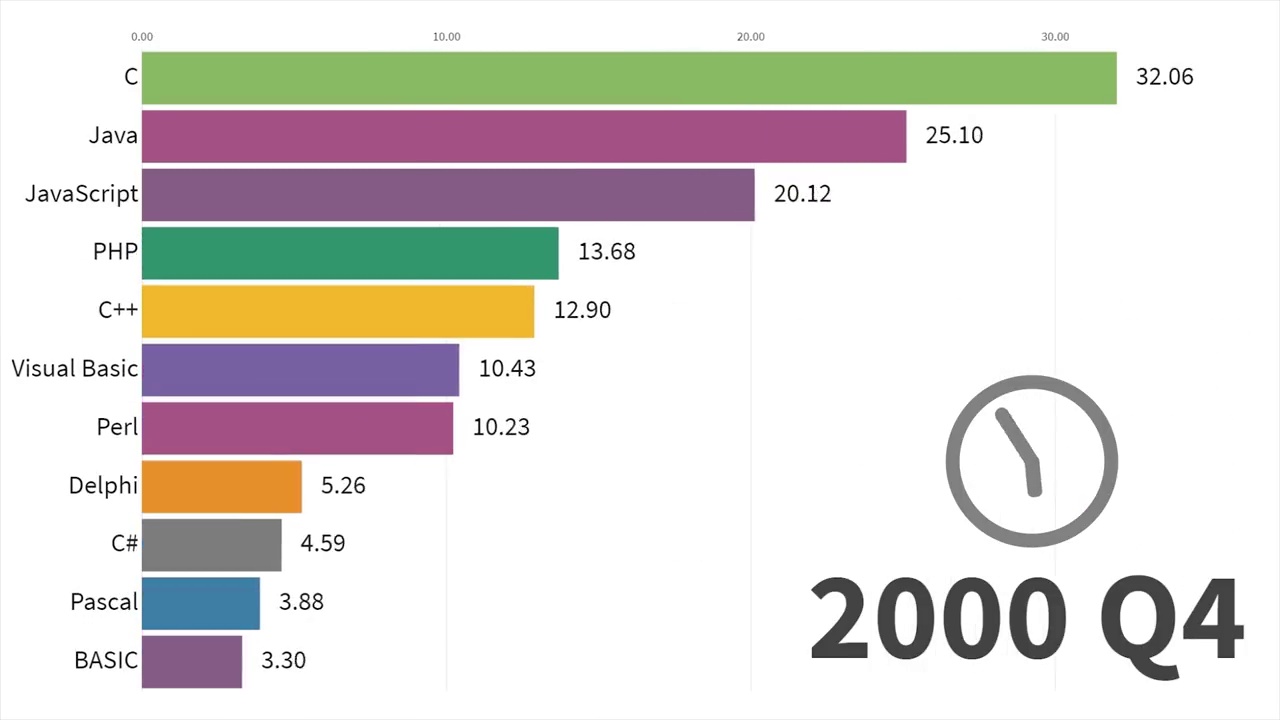 0.00 10.00 20.00 30.00
C 32.06
Java 25.10
JavaScript 20.12
PHP 13.68
C++ 12.90
Visual Basic 10.43
Perl 10.23
Delphi 5.26
C# 4.59
Pascal 3.88
BASIC 3.30
2000 Q4